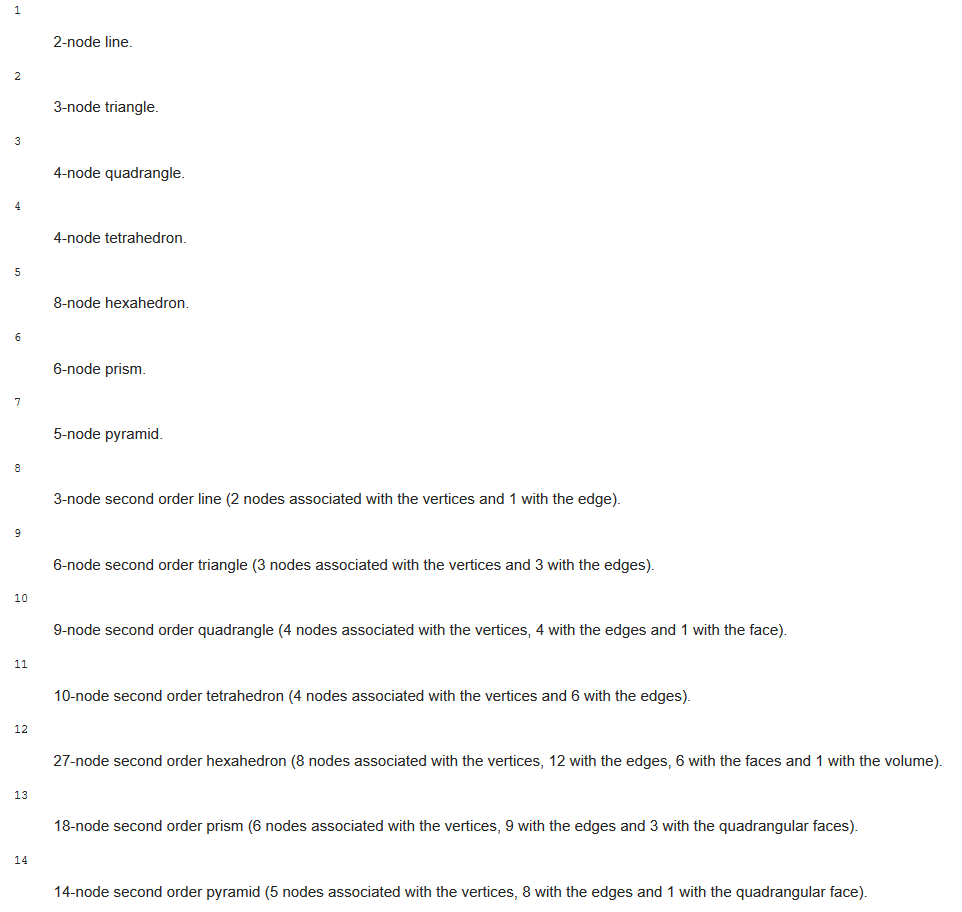 1
2-node line.
2
3-node triangle.
3
4-node quadrangle.
4
4-node tetrahedron.
5
8-node hexahedron.
6
6-node prism.
7
5-node pyramid.
8
3-node second order line (2 nodes associated with the vertices and 1 with the edge).
9
6-node second order triangle (3 nodes associated with the vertices and 3 with the edges).
10
9-node second order quadrangle (4 nodes associated with the vertices, 4 with the edges and 1 with the face).
11
10-node second order tetrahedron (4 nodes associated with the vertices and 6 with the edges).
12
27-node second order hexahedron (8 nodes associated with the vertices, 12 with the edges, 6 with the faces and 1 with the volume).
13
18-node second order prism (6 nodes associated with the vertices, 9 with the edges and 3 with the quadrangular faces).
14
14-node second order pyramid (5 nodes associated with the vertices, 8 with the edges and 1 with the quadrangular face).